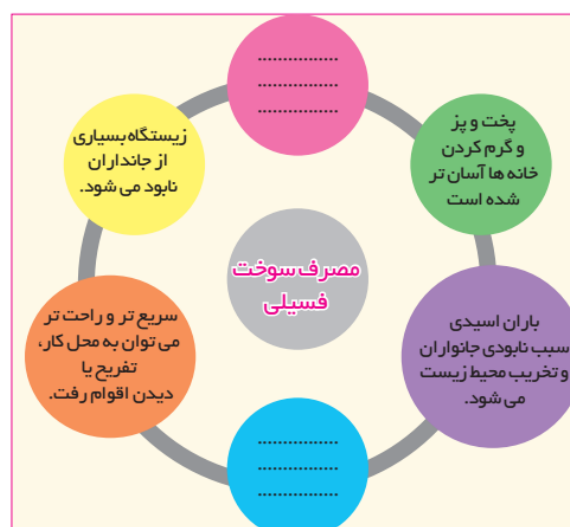 ................
................
................
پخت و پز
و گرم کردن
خانه ها آسان تر
شده است
زیستگاه بسیاری
از جانداران
نابود می شود.
مصرف سوخت
فسیلی
باران اسیدی
سبب نابودی جانواران
و تخریب محیط زیست
می شود.
سریع تر و راحت تر
می توان به محل کار،
تفریح یا
دیدن اقوام رفت.
................
................
................